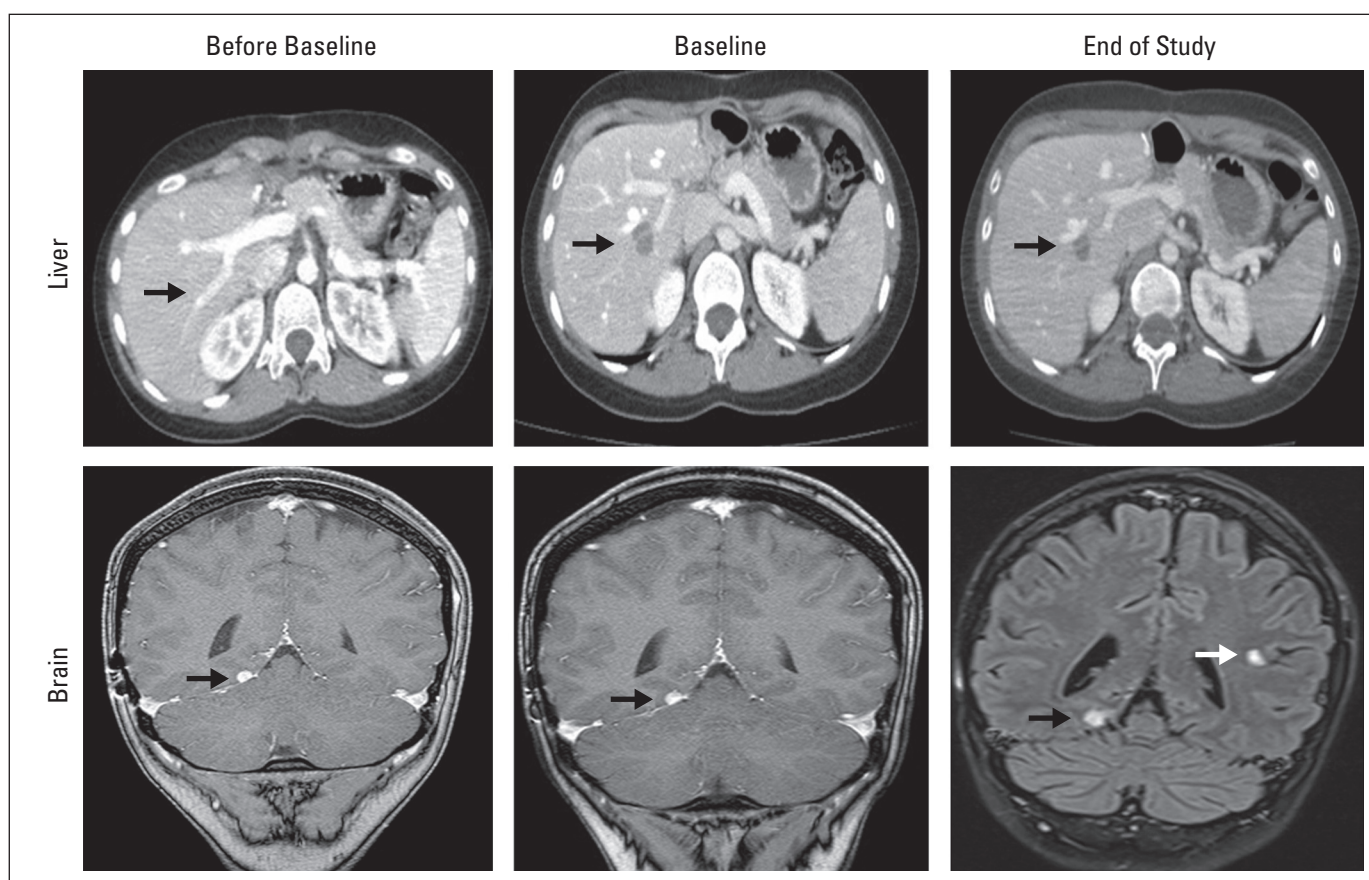 Before Baseline
Baseline
End of Study
Liver
Brain